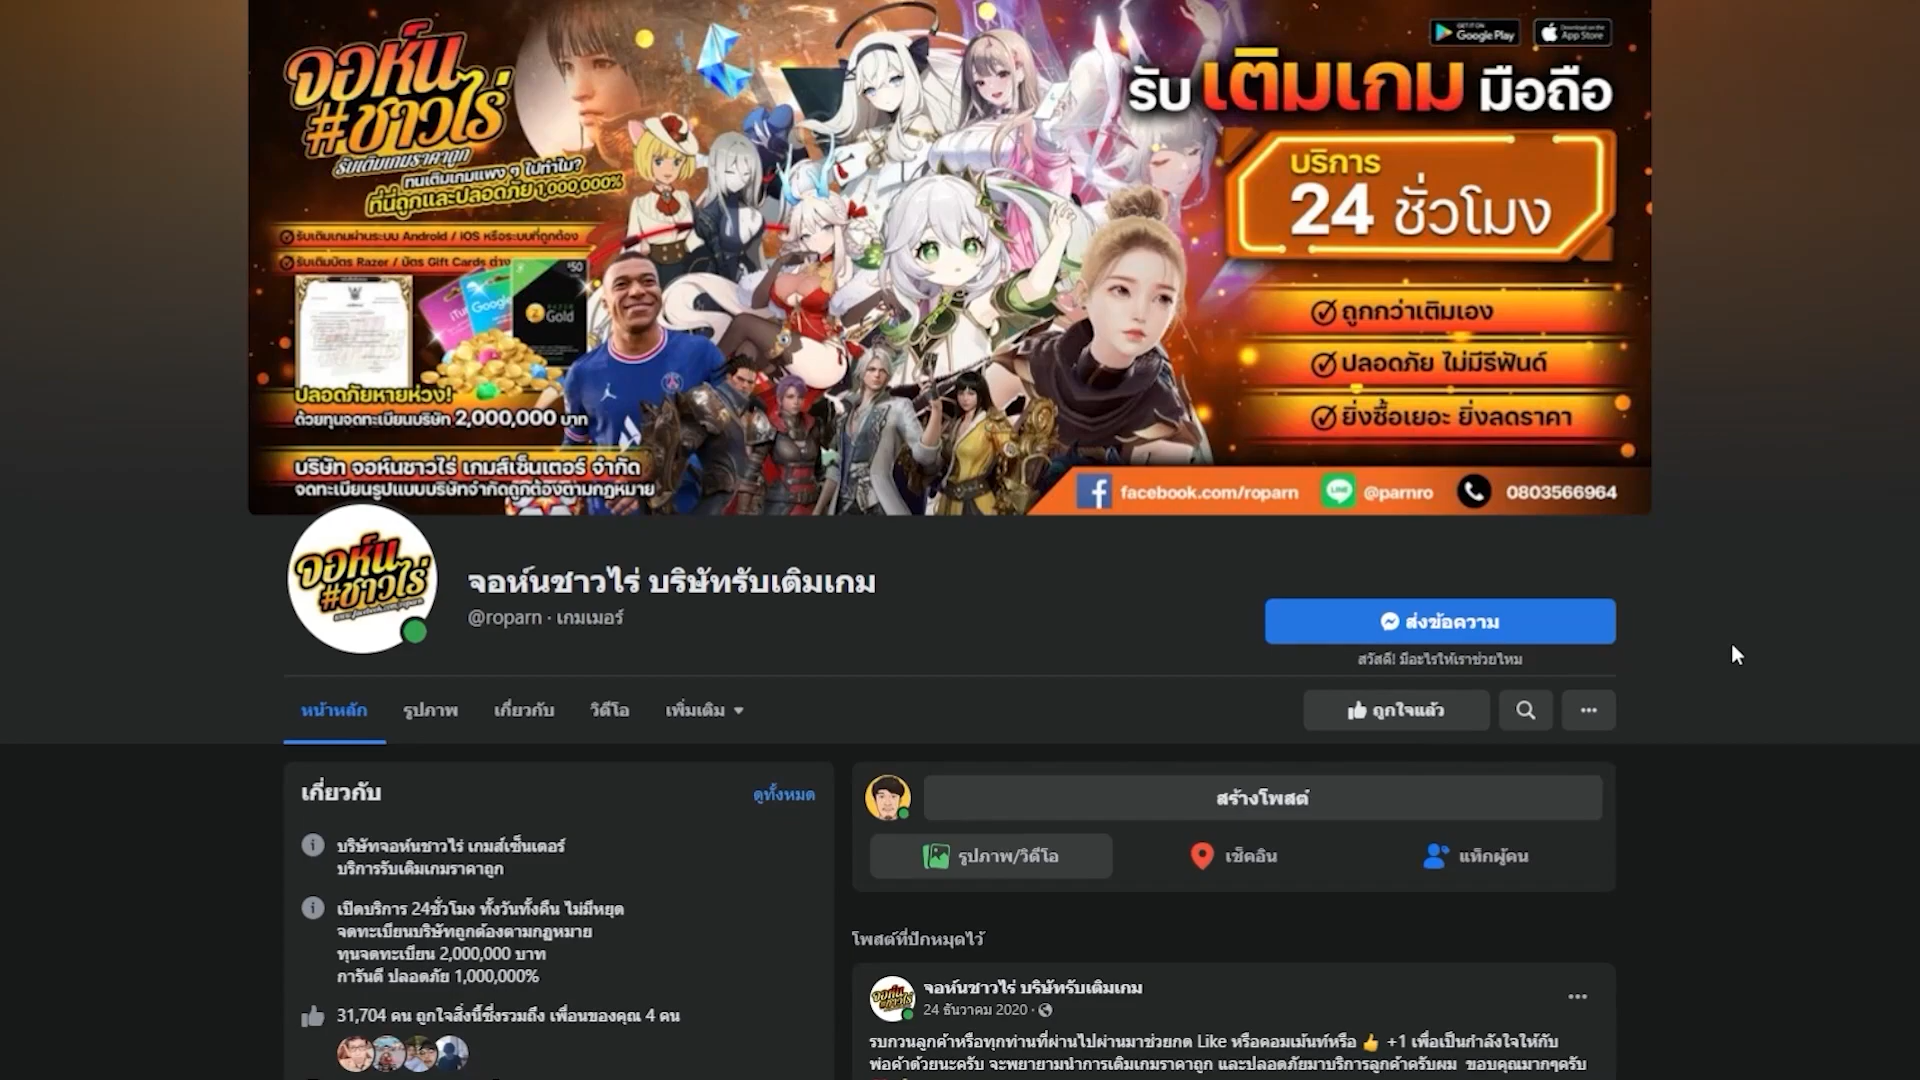 จอห์น
#ชาวไร่
รับเติมเกมราคาถูก
ทนเติมเกมแพง ๆ ไปทำไม?
ที่นี่ถูกและปลอดภัย 1,000,000%
รับเติมเกมผ่านระบบ Android / iOS หรือระบบที่ถูกต้อง
รับเติมบัตร Razer / บัตร Gift Cards ต่าง
$50
Google
Gold
ปลอดภัยหายห่วง!
ด้วยทุนจดทะเบียนบริษัท 2,000,000 บาท
บริษัท จอห์นชาวไร่ เกมส์เซ็นเตอร์ จำกัด
จดทะเบียนรูปแบบบริษัทจำกัดถูกต้องตามกฎหมาย
GET IT ON
Google Play
Download on the
App Store
รับ เติมเกม มือถือ
บริการ
24 ชั่วโมง
ถูกกว่าเติมเอง
ปลอดภัย ไม่มีรีฟันด์
ยิ่งซื้อเยอะ ยิ่งลดราคา
facebook.com/roparn
LINE
@parnro
0803566964
จอห์น
#ชาวไร่
www.facebook.com/roparn
จอห์นชาวไร่ บริษัทรับเติมเกม
@roparn · เกมเมอร์
ส่งข้อความ
สวัสดี! มีอะไรให้เราช่วยไหม
หน้าหลัก
รูปภาพ
เกี่ยวกับ
วิดีโอ
เพิ่มเติม
ถูกใจแล้ว
เกี่ยวกับ
ดูทั้งหมด
บริษัทจอห์นชาวไร่ เกมส์เซ็นเตอร์
บริการรับเติมเกมราคาถูก
เปิดบริการ 24ชั่วโมง ทั้งวันทั้งคืน ไม่มีหยุด
จดทะเบียนบริษัทถูกต้องตามกฎหมาย
ทุนจดทะเบียน 2,000,000 บาท
การันตี ปลอดภัย 1,000,000%
31,704 คน ถูกใจสิ่งนี้ซึ่งรวมถึง เพื่อนของคุณ 4 คน
สร้างโพสต์
รูปภาพ/วิดีโอ
เช็คอิน
แท็กผู้คน
โพสต์ที่ปักหมุดไว้
จอห์นชาวไร่ บริษัทรับเติมเกม
24 ธันวาคม 2020 ·
รบกวนลูกค้าหรือทุกท่านที่ผ่านไปผ่านมาช่วยกด Like หรือคอมเม้นท์หรือ 👍 +1 เพื่อเป็นกำลังใจให้กับ
พ่อค้าด้วยนะครับ จะพยายามนำการเติมเกมราคาถูก และปลอดภัยมาบริการลูกค้าครับผม ขอบคุณมากๆครับ